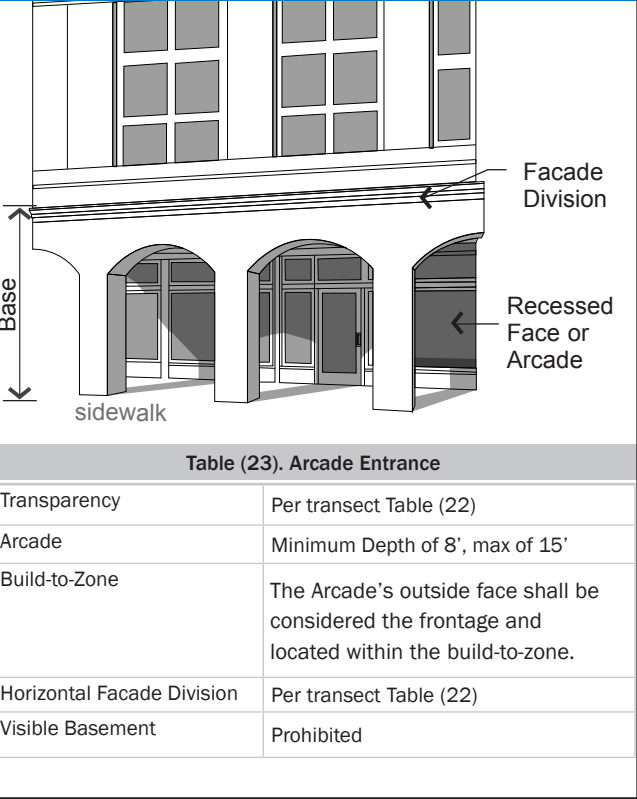 Facade
Division
Base
Recessed
Face or
Arcade
sidewalk
Table (23). Arcade Entrance
Transparency
Per transect Table (22)
Arcade
Minimum Depth of 8’, max of 15’
Build-to-Zone
The Arcade’s outside face shall be
considered the frontage and
located within the build-to-zone.
Horizontal Facade Division
Per transect Table (22)
Visible Basement
Prohibited